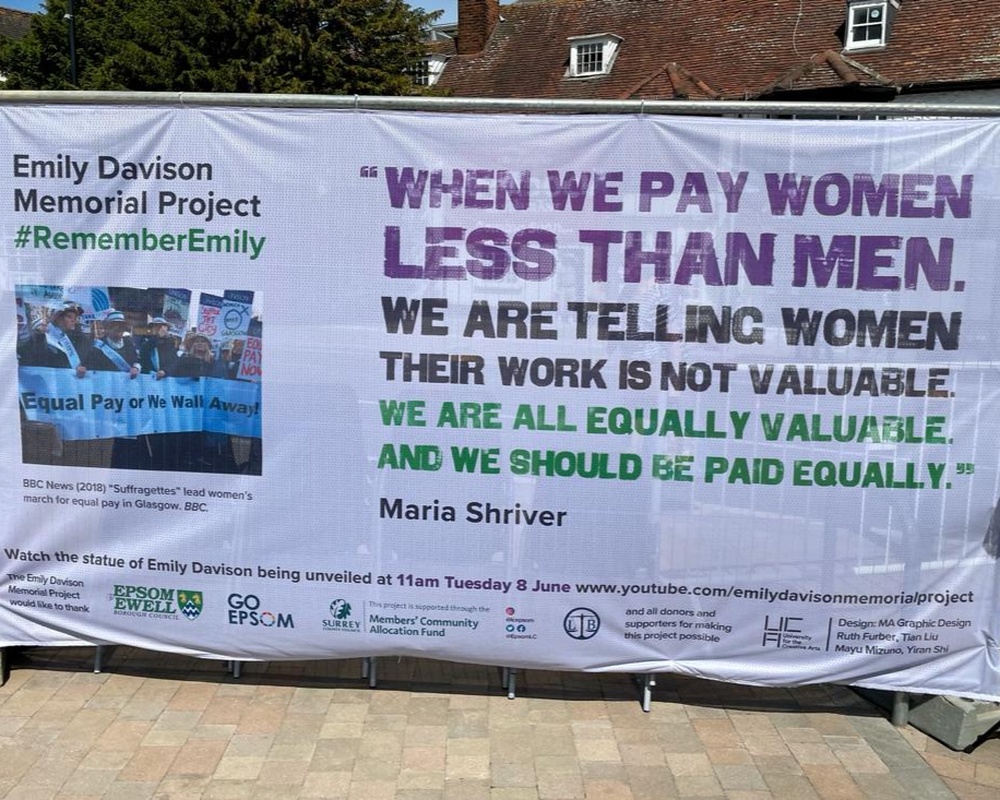 Emily Davison
Memorial Project
#RememberEmily
Equal Pay or We Walk Away!
BBC News (2018) "Suffragettes" lead women's
march for equal pay in Glasgow. BBC.
“WHEN WE PAY WOMEN
LESS THAN MEN.
WE ARE TELLING WOMEN
THEIR WORK IS NOT VALUABLE.
WE ARE ALL EQUALLY VALUABLE.
AND WE SHOULD BE PAID EQUALLY.”
Maria Shriver
Watch the statue of Emily Davison being unveiled at 11am Tuesday 8 June www.youtube.com/emilydavisonmemorialproject
The Emily Davison
Memorial Project
would like to thank
EPSOM
EWELL
BOROUGH COUNCIL
GO
EPSOM
SURREY
COUNTY COUNCIL
This project is supported through the
Members' Community
Allocation Fund
LTB
and all donors and
supporters for making
this project possible
UCA
University
for the
Creative Arts
Design: MA Graphic Design
Ruth Furber, Tian Liu
Mayu Mizuno, Yiran Shi